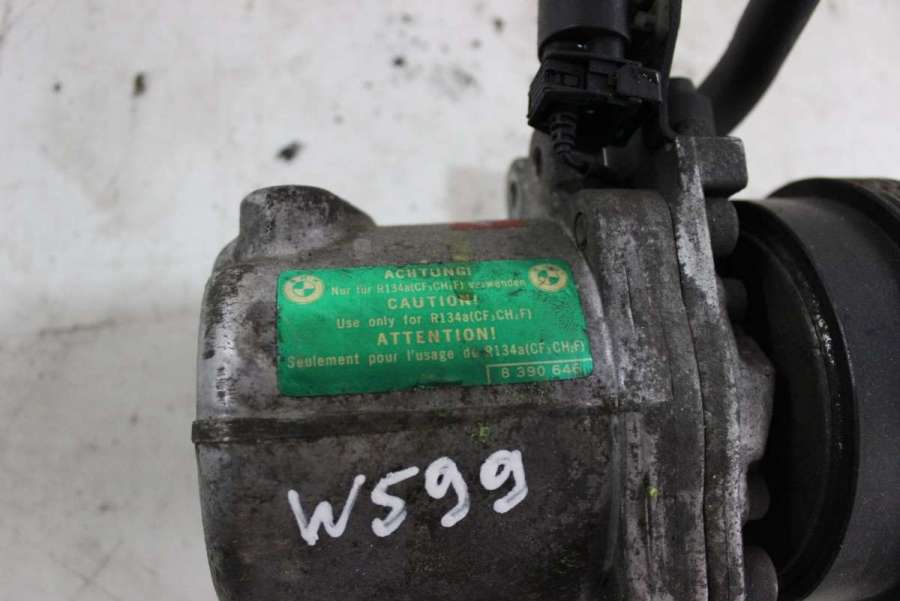 ACHTUNG!
Nur für R134a(CF₃CH₂F) verwenden
CAUTION!
Use only for R134a(CF₃CH₂F)
ATTENTION!
Seulement pour l'usage de R134a(CF₃CH₂F)
8 390 646
W599